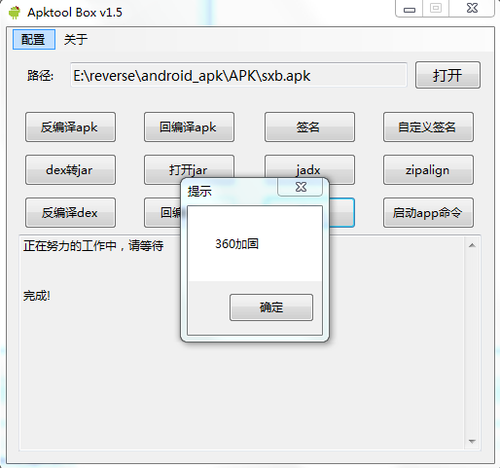 Apktool Box v1.5
配置 关于
路径: E:\reverse\android_apk\APK\sxb.apk 打开
反编译apk 回编译apk 签名 自定义签名
dex转jar 打开jar jadx zipalign
反编译dex 回编 启动app命令
提示
360加固
确定
正在努力的工作中，请等待
完成!